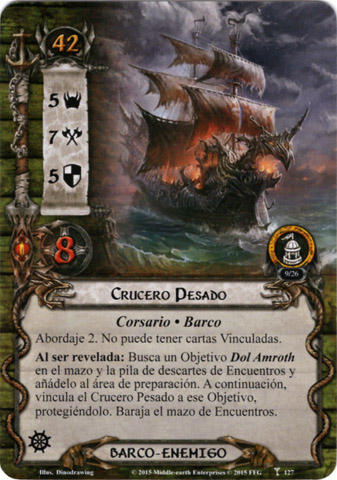 42
5
7
5
8
9/26
Crucero Pesado
Corsario • Barco
Abordaje 2. No puede tener cartas Vinculadas.
Al ser revelada: Busca un Objetivo Dol Amroth
en el mazo y la pila de descartes de Encuentros y
añádelo al área de preparación. A continuación,
vincula el Crucero Pesado a ese Objetivo,
protegiéndolo. Baraja el mazo de Encuentros.
BARCO-ENEMIGO
Illus. Dinodrawing
© 2015 Middle-earth Enterprises © 2015 FFG
127